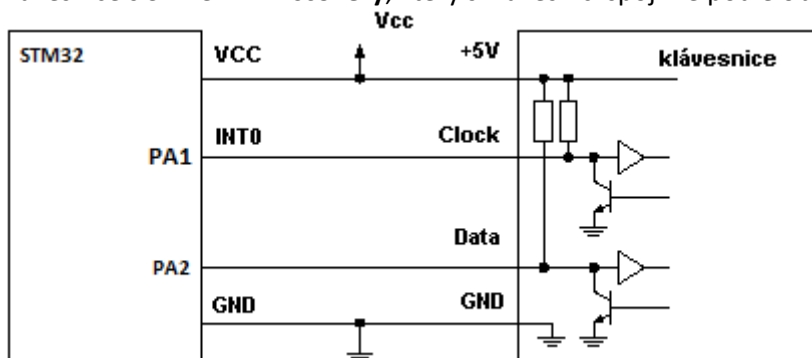 Vcc
STM32
VCC
+5V
klávesnice
INT0
Clock
PA1
Data
PA2
GND
GND